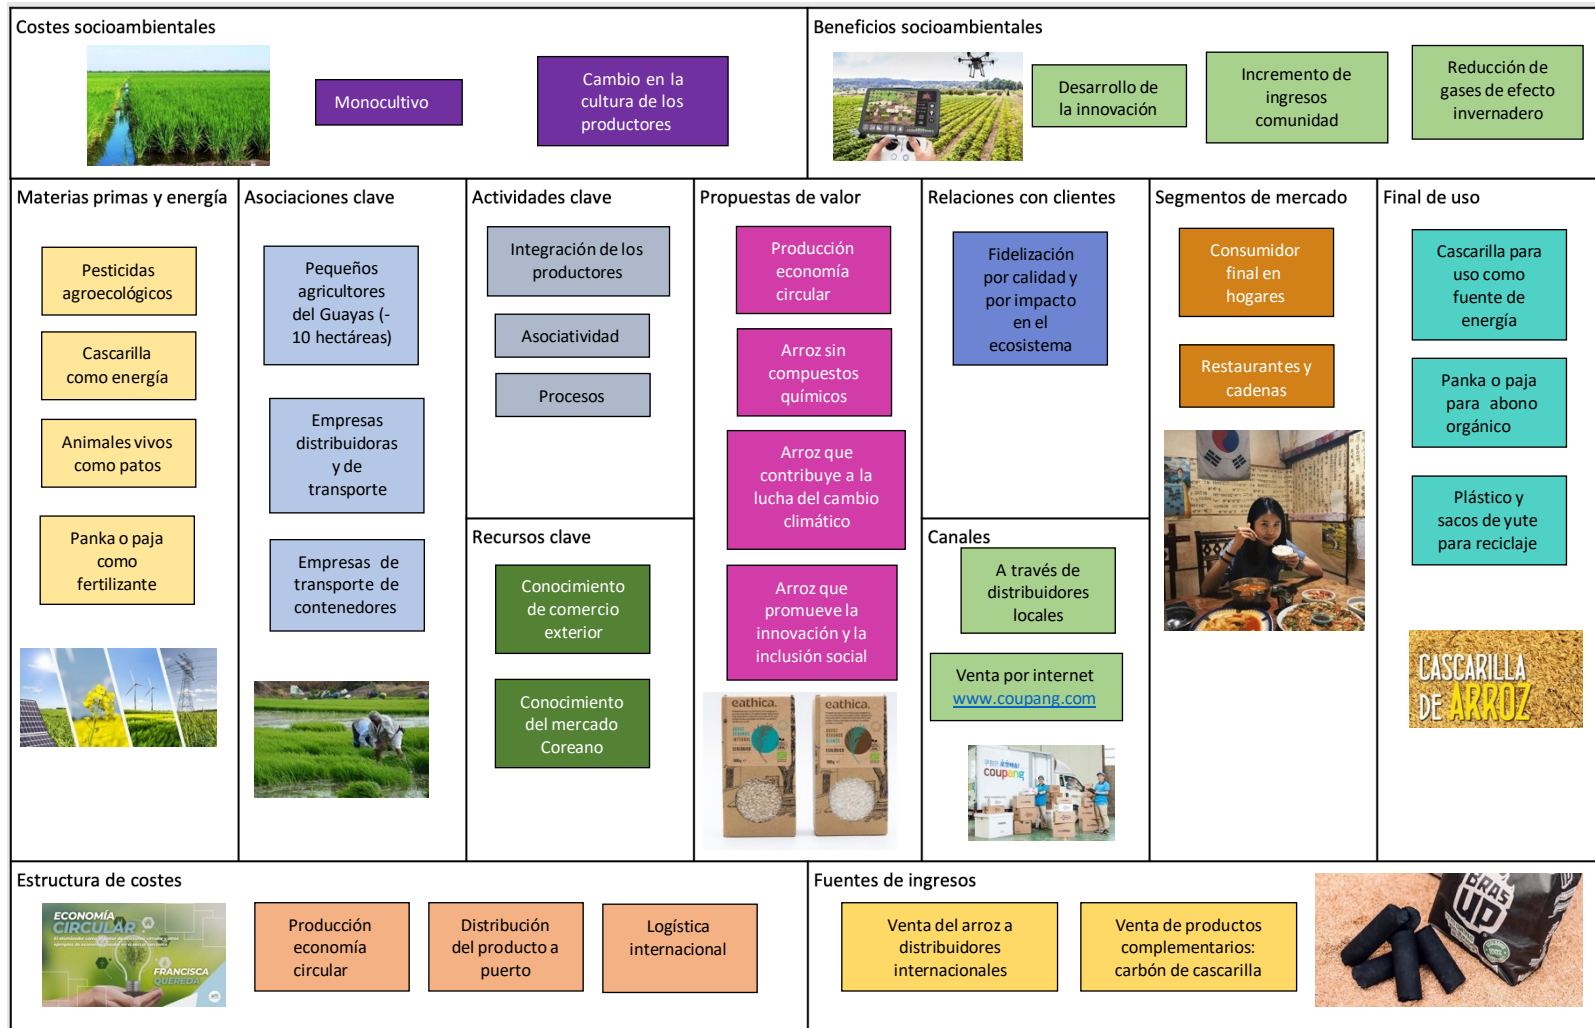 Costes socioambientales
Monocultivo
Cambio en la
cultura de los
productores
Beneficios socioambientales
Desarrollo de
la innovación
Incremento de
ingresos
comunidad
Reducción de
gases de efecto
invernadero
Materias primas y energía
Pesticidas
agroecológicos
Cascarilla
como energía
Animales vivos
como patos
Panka o paja
como
fertilizante
Asociaciones clave
Pequeños
agricultores
del Guayas (-
10 hectáreas)
Empresas
distribuidoras
y de
transporte
Empresas de
transporte de
contenedores
Actividades clave
Integración de los
productores
Asociatividad
Procesos
Recursos clave
Conocimiento
de comercio
exterior
Conocimiento
del mercado
Coreano
Propuestas de valor
Producción
economía
circular
Arroz sin
compuestos
químicos
Arroz que
contribuye a la
lucha del cambio
climático
Arroz que
promueve la
innovación y la
inclusión social
eathica.
eathica.
Relaciones con clientes
Fidelización
por calidad y
por impacto
en el
ecosistema
Canales
A través de
distribuidores
locales
Venta por internet
www.coupang.com
coupang
Segmentos de mercado
Consumidor
final en
hogares
Restaurantes y
cadenas
Final de uso
Cascarilla para
uso como
fuente de
energía
Panka o paja
para abono
orgánico
Plástico y
sacos de yute
para reciclaje
CASCARILLA
DE ARROZ
Estructura de costes
ECONOMÍA
CIRCULAR
FRANCISCA
QUEREDA
Producción
economía
circular
Distribución
del producto a
puerto
Logística
internacional
Fuentes de ingresos
Venta del arroz a
distribuidores
internacionales
Venta de productos
complementarios:
carbón de cascarilla
BRAS
UP